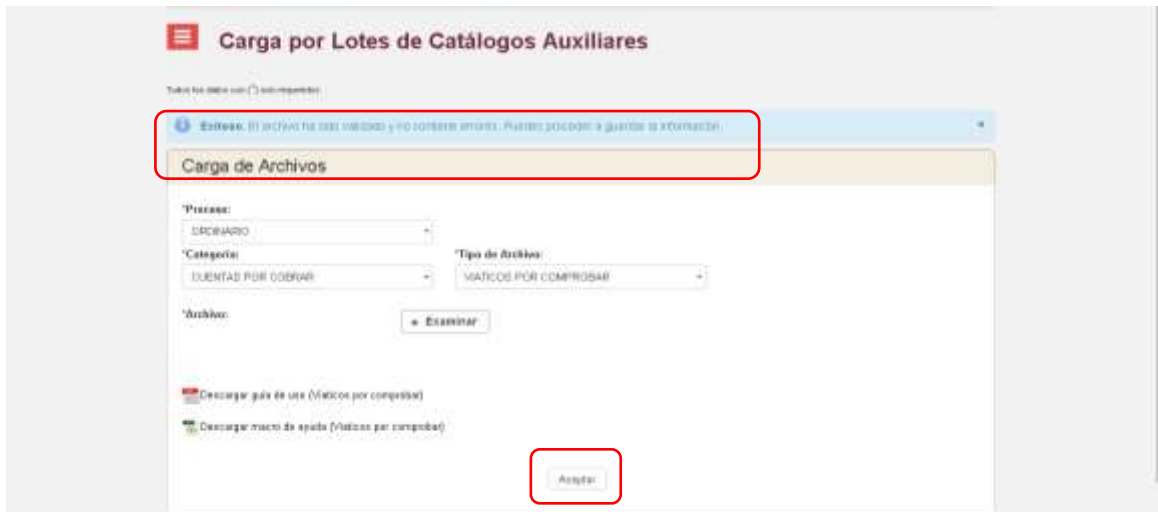 Carga por Lotes de Catálogos Auxiliares
Todos los datos con (*) son requeridos
Exitoso. El archivo ha sido validado y no contiene errores. Puedes proceder a guardar la información.
Carga de Archivos
*Proceso:
ORDINARIO
*Categoría: *Tipo de Archivo:
CUENTAS POR COBRAR VIATICOS POR COMPROBAR
*Archivo: + Examinar
Descargar guía de uso (Viaticos por comprobar)
Descargar macro de ayuda (Viaticos por comprobar)
Aceptar